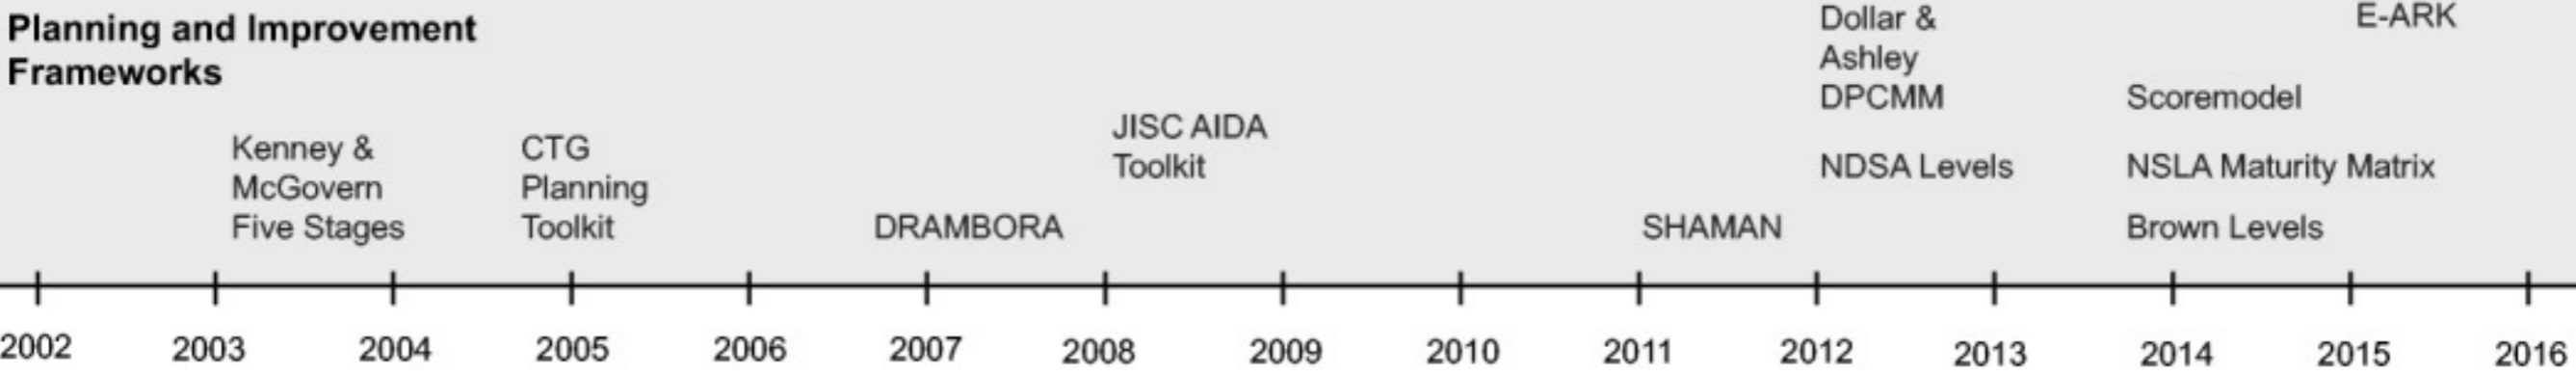 Planning and Improvement
Frameworks
Kenney &
McGovern
Five Stages
CTG
Planning
Toolkit
DRAMBORA
JISC AIDA
Toolkit
SHAMAN
Dollar &
Ashley
DPCMM
NDSA Levels
Scoremodel
NSLA Maturity Matrix
Brown Levels
E-ARK
2002 2003 2004 2005 2006 2007 2008 2009 2010 2011 2012 2013 2014 2015 2016